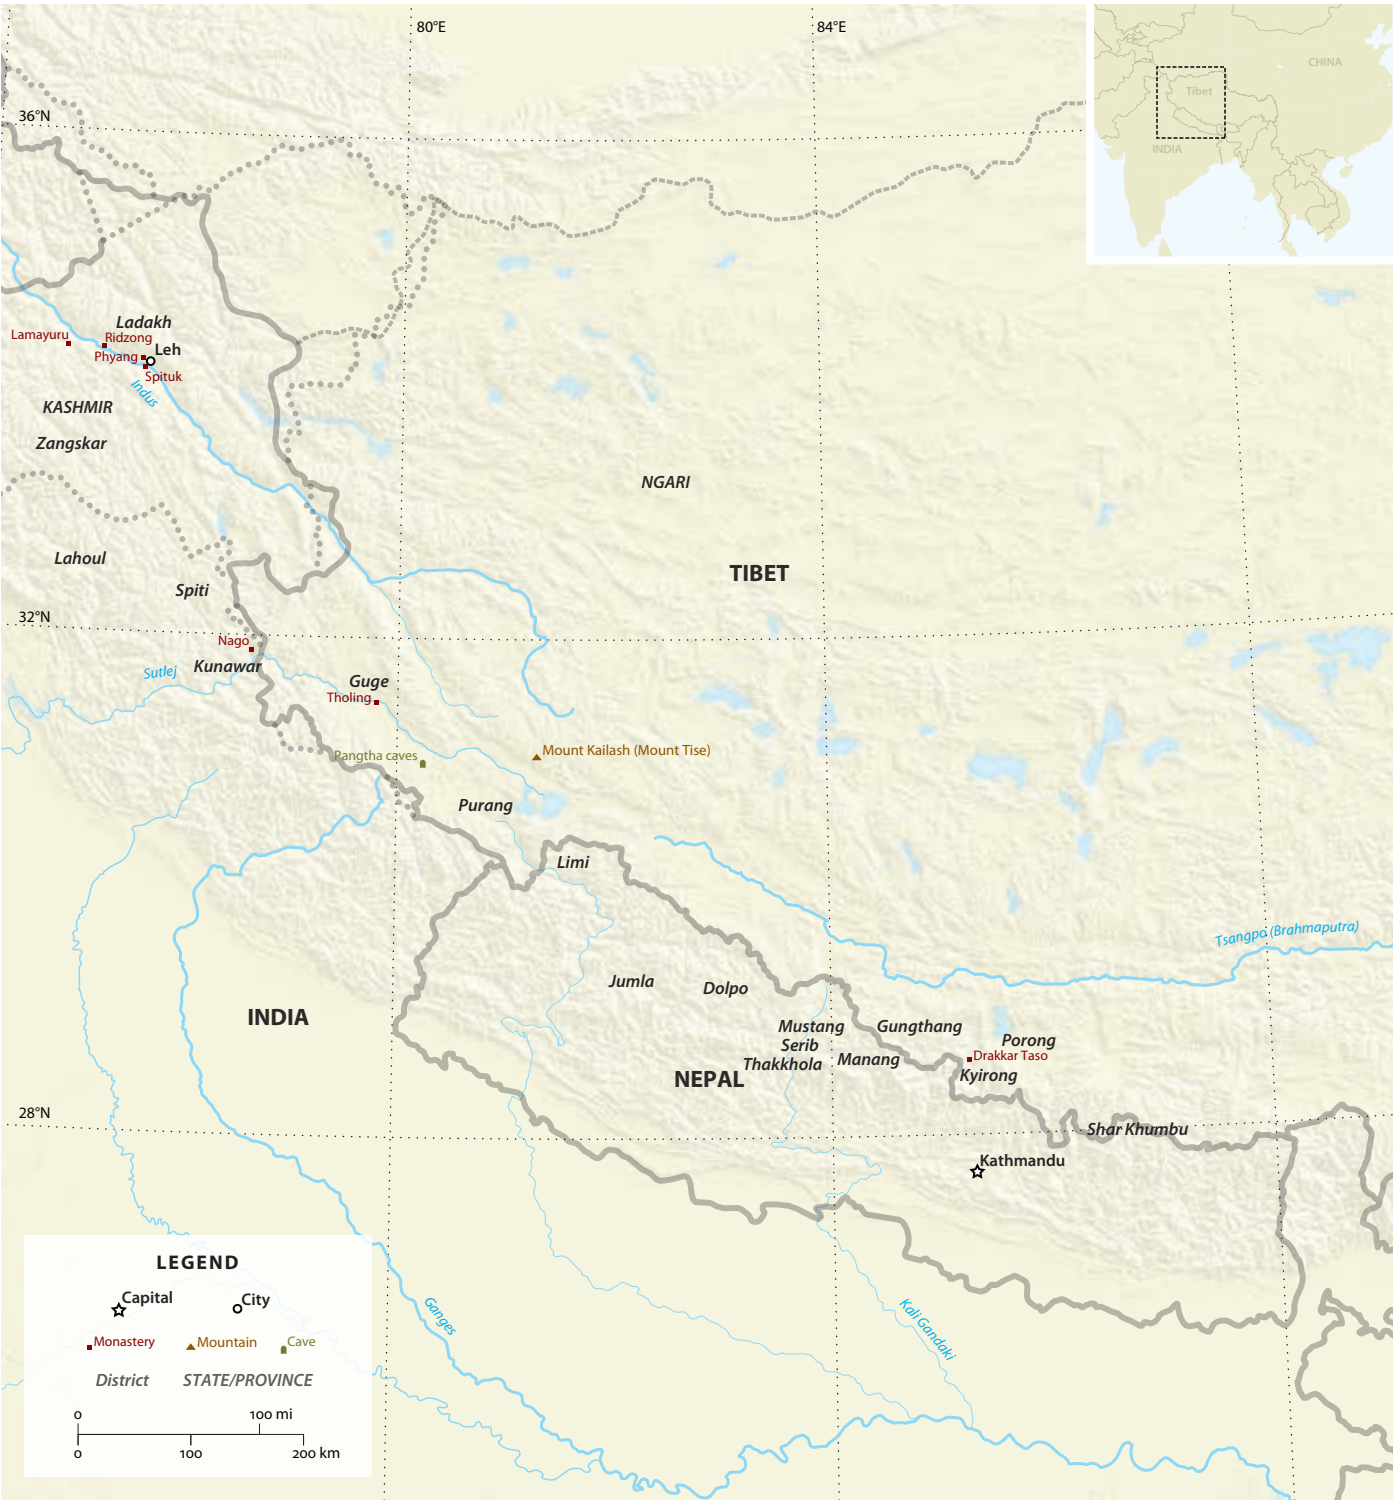 80°E
84°E
CHINA
Tibet
INDIA
36°N
Ladakh
Lamayuru
Ridzong
Leh
Phyang
Spituk
Indus
KASHMIR
Zangskar
NGARI
Lahoul
TIBET
Spiti
32°N
Nago
Kunawar
Sutlej
Guge
Tholing
Mount Kailash (Mount Tise)
Pangtha caves
Purang
Limi
Tsangpo (Brahmaputra)
Jumla
Dolpo
INDIA
Mustang
Gungthang
Serib
Porong
Thakkhola
Manang
Drakkar Taso
NEPAL
Kyirong
28°N
Shar Khumbu
Kathmandu
Ganges
Kali Gandaki
LEGEND
Capital
City
Monastery
Mountain
Cave
District
STATE/PROVINCE
0
100 mi
0
100
200 km